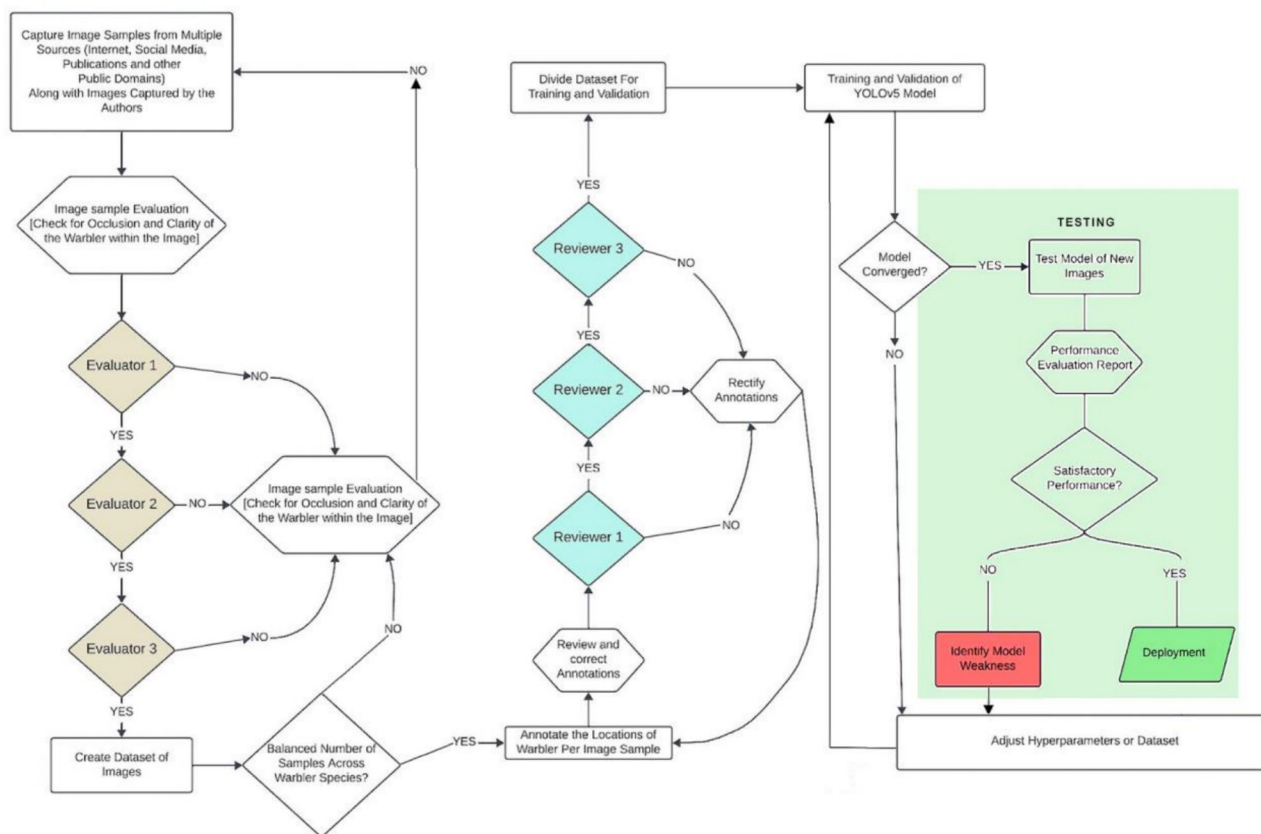 Capture Image Samples from Multiple
Sources (Internet, Social Media,
Publications and other
Public Domains)
Along with Images Captured by the
Authors
Image sample Evaluation
[Check for Occlusion and Clarity of
the Warbler within the Image]
Evaluator 1
NO
YES
Evaluator 2
NO
YES
Evaluator 3
NO
YES
Image sample Evaluation
[Check for Occlusion and Clarity of
the Warbler within the Image]
NO
Create Dataset of
Images
Balanced Number of
Samples Across
Warbler Species?
NO
YES
Annotate the Locations of
Warbler Per Image Sample
Review and
correct
Annotations
Reviewer 1
NO
YES
Reviewer 2
NO
YES
Reviewer 3
NO
YES
Rectify
Annotations
Divide Dataset For
Training and Validation
Training and Validation of
YOLOv5 Model
Model
Converged?
YES
NO
TESTING
Test Model of New
Images
Performance
Evaluation Report
Satisfactory
Performance?
NO
YES
Identify Model
Weakness
Deployment
Adjust Hyperparameters or Dataset